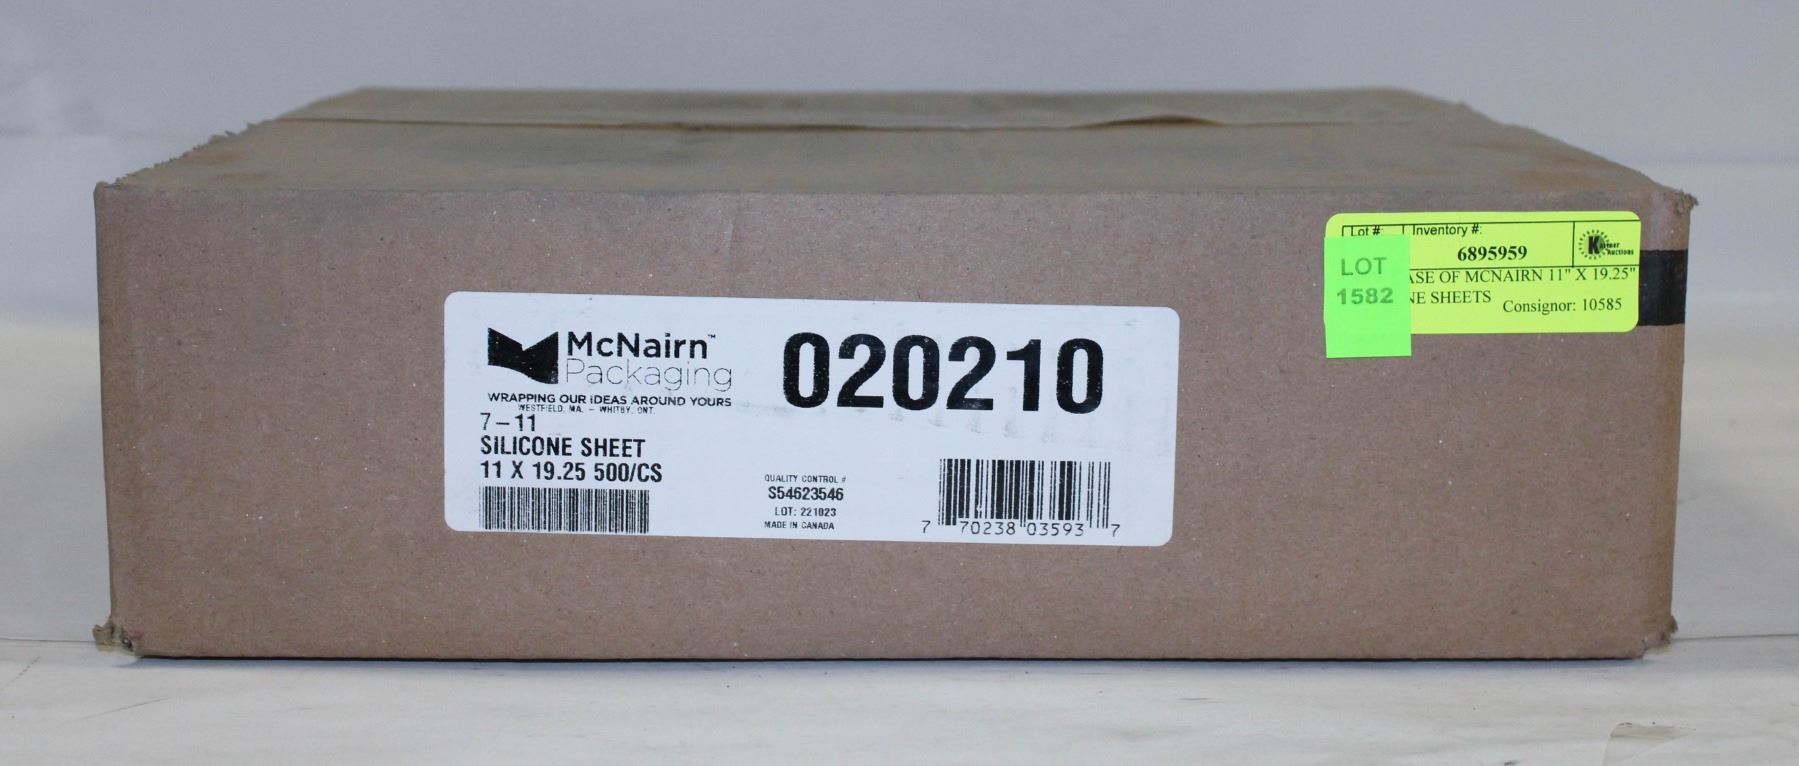 Lot #: Inventory #:
6895959
Karner Auctions
LOT
1582
ASE OF MCNAIRN 11" X 19.25"
NE SHEETS
Consignor: 10585
McNairn™
Packaging
020210
WRAPPING OUR IDEAS AROUND YOURS
WESTFIELD, MA. - WHITBY, ONT.
7-11
SILICONE SHEET
11 X 19.25 500/CS
QUALITY CONTROL #
S54623546
LOT: 221023
MADE IN CANADA
7 70238 03593 7